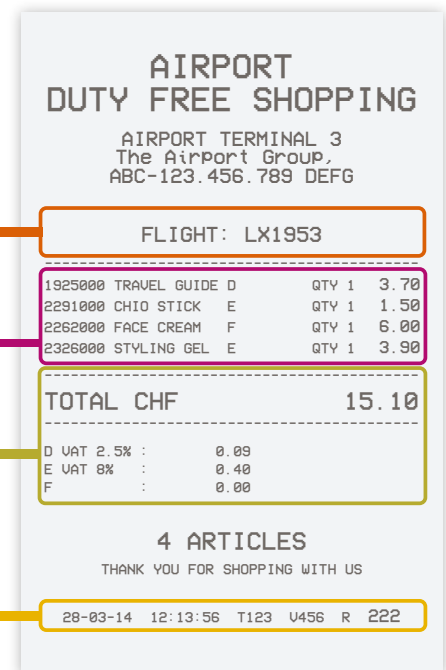 AIRPORT
DUTY FREE SHOPPING
AIRPORT TERMINAL 3
The Airport Group,
ABC-123.456.789 DEFG
FLIGHT: LX1953
1925000 TRAVEL GUIDE D QTY 1 3.70
2291000 CHIO STICK E QTY 1 1.50
2262000 FACE CREAM F QTY 1 6.00
2326000 STYLING GEL E QTY 1 3.90
TOTAL CHF 15.10
D VAT 2.5% : 0.09
E VAT 8% : 0.40
F : 0.00
4 ARTICLES
THANK YOU FOR SHOPPING WITH US
28-03-14 12:13:56 T123 V456 R 222